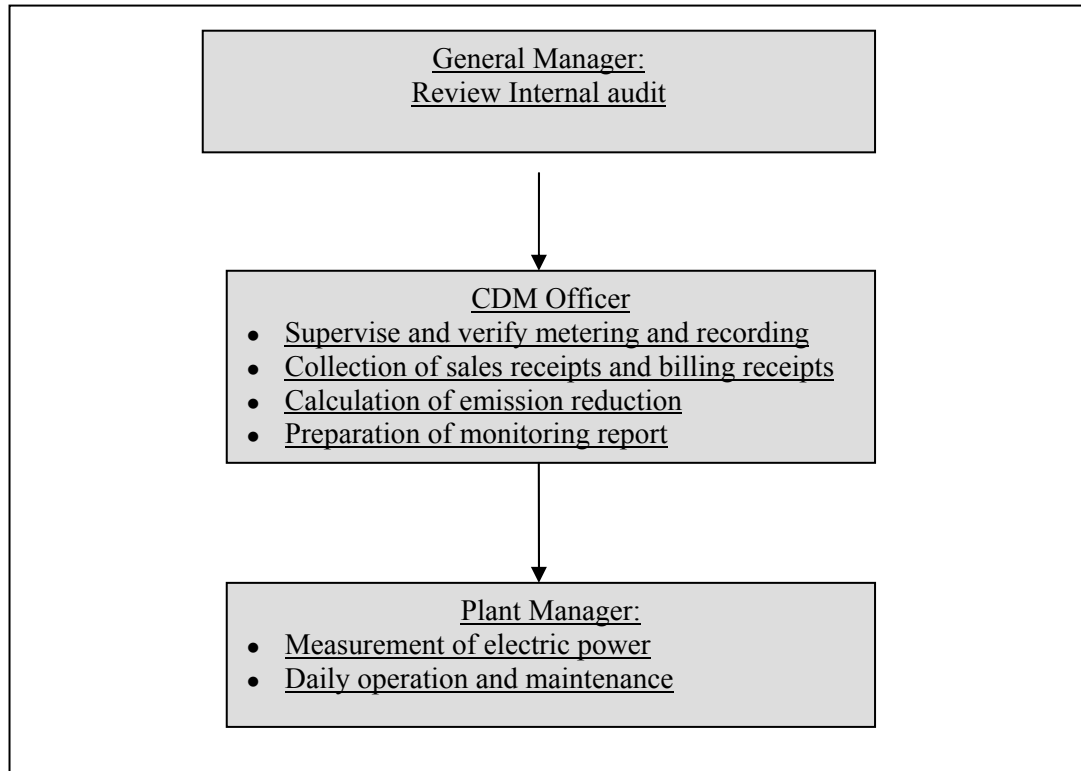 General Manager:
Review Internal audit
CDM Officer
● Supervise and verify metering and recording
● Collection of sales receipts and billing receipts
● Calculation of emission reduction
● Preparation of monitoring report
Plant Manager:
● Measurement of electric power
● Daily operation and maintenance